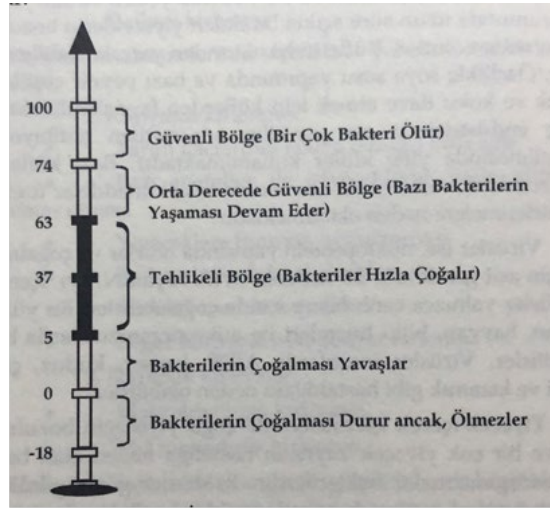 100
Güvenli Bölge (Bir Çok Bakteri Ölür)
74
Orta Derecede Güvenli Bölge (Bazı Bakterilerin
Yaşaması Devam Eder)
63
37
Tehlikeli Bölge (Bakteriler Hızla Çoğalır)
5
Bakterilerin Çoğalması Yavaşlar
0
Bakterilerin Çoğalması Durur ancak, Ölmezler
-18